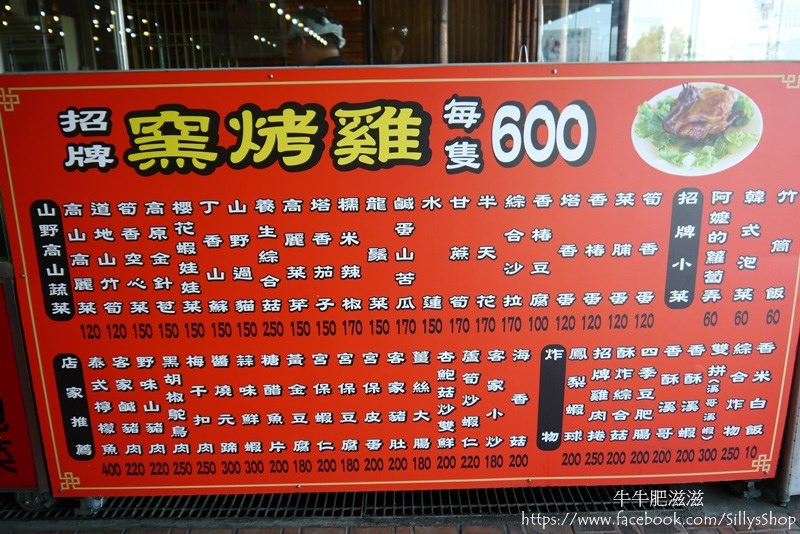 招牌 窯烤雞 每隻600
山野高山蔬菜
高山高麗菜 120
道地山竹筍 120
筍香空心菜 150
高原金針苞 150
櫻花蝦娃娃菜 150
丁香山蘇 150
山野過貓 150
養生綜合菇 250
高麗菜芽 150
塔香茄子 150
糯米辣椒 170
龍鬚菜 150
鹹蛋山苦瓜 170
水蓮 150
甘蔗筍 170
半天花 170
綜合沙拉 100
香椿豆腐 150
塔香蛋 120
香椿蛋 120
菜脯蛋 120
筍香蛋 120
招牌小菜
阿嬤的蘿蔔弄 60
韓式泡菜 60
竹筒飯 60
店家推薦
泰式檸檬魚 400
客家鹹豬肉 220
野味山豬肉 220
黑胡椒鴕鳥肉 250
梅干扣肉 250
醬燒元蹄 300
蒜味鮮蝦 300
糖醋魚片 200
黃金豆腐 180
宮保蝦仁 200
宮保豆腐 180
宮保皮蛋 200
客家豬肚 200
薑絲大腸 200
杏鮑菇炒雙鮮 220
蘆筍炒蝦仁 220
客家小炒 180
海香菇 200
炸物
鳳梨蝦球 200
招牌雞肉捲 250
酥炸綜合菇 200
四季肥腸 200
香酥溪哥 200
香酥溪蝦 200
雙拼(溪哥溪蝦) 300
綜合炸物 250
香米白飯 10
牛牛肥滋滋
https://www.facebook.com/SillysShop